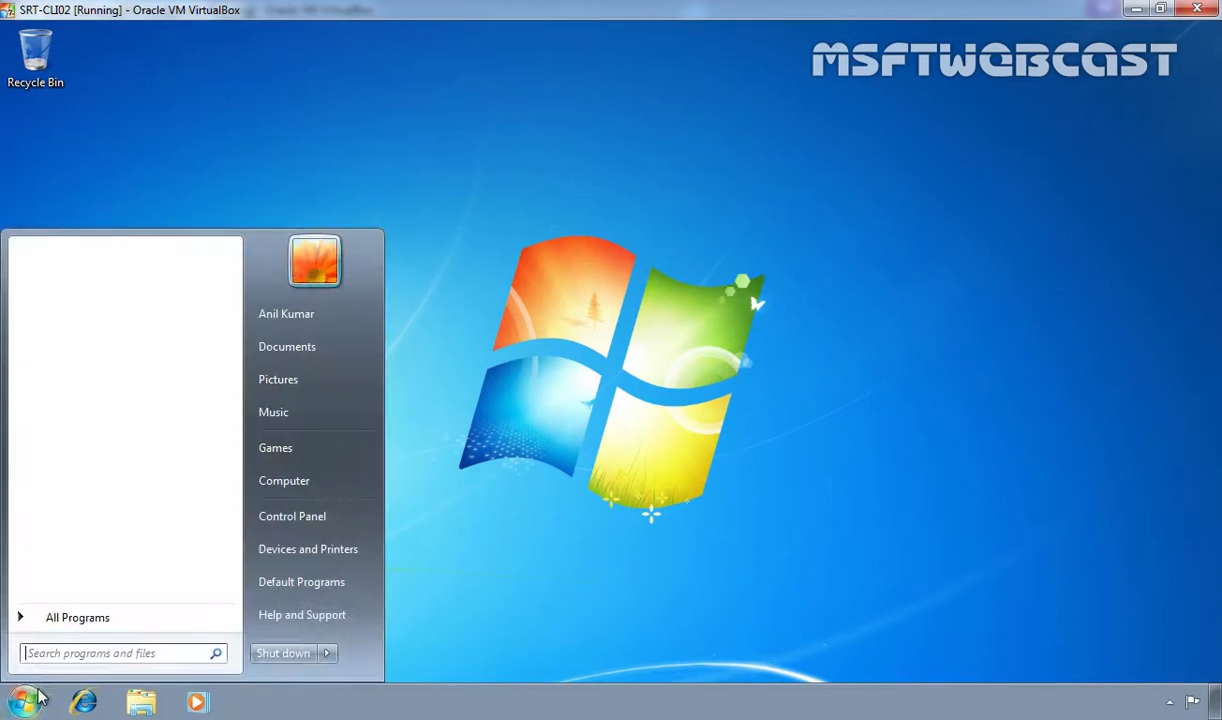 SRT-CLI02 [Running] - Oracle VM VirtualBox
Recycle Bin
MSFTWEBCAST
Anil Kumar
Documents
Pictures
Music
Games
Computer
Control Panel
Devices and Printers
Default Programs
Help and Support
All Programs
Search programs and files
Shut down